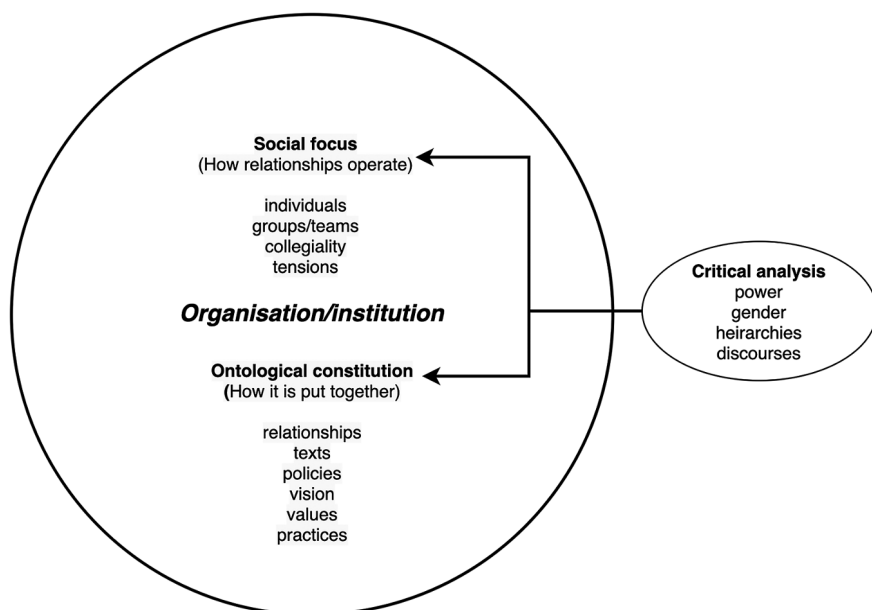 Social focus
(How relationships operate)
individuals
groups/teams
collegiality
tensions
Organisation/institution
Ontological constitution
(How it is put together)
relationships
texts
policies
vision
values
practices
Critical analysis
power
gender
heirarchies
discourses